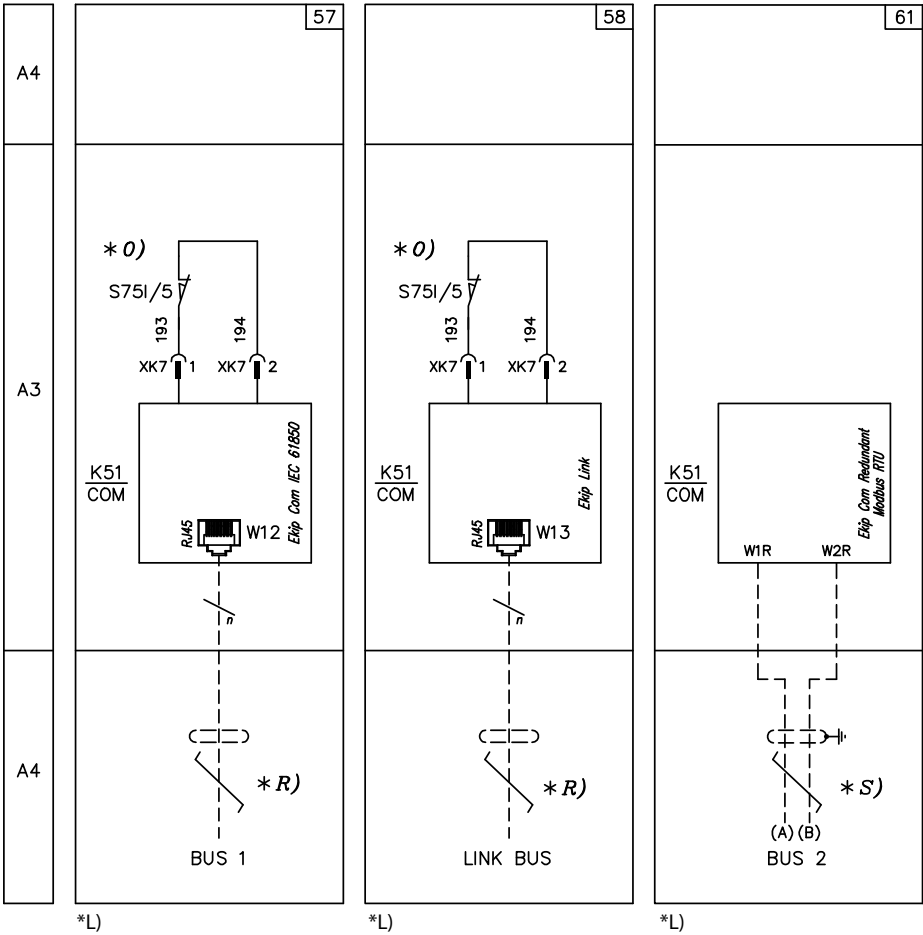 57
58
61
A4
A3
A4
*O)
S75I/5
193
194
XK7 1
XK7 2
K51
COM
Ekip Com IEC 61850
RJ45
W12
n
*R)
BUS 1
*L)
*O)
S75I/5
193
194
XK7 1
XK7 2
K51
COM
Ekip Link
RJ45
W13
n
*R)
LINK BUS
*L)
K51
COM
Ekip Com Redundant
Modbus RTU
W1R
W2R
*S)
(A) (B)
BUS 2
*L)